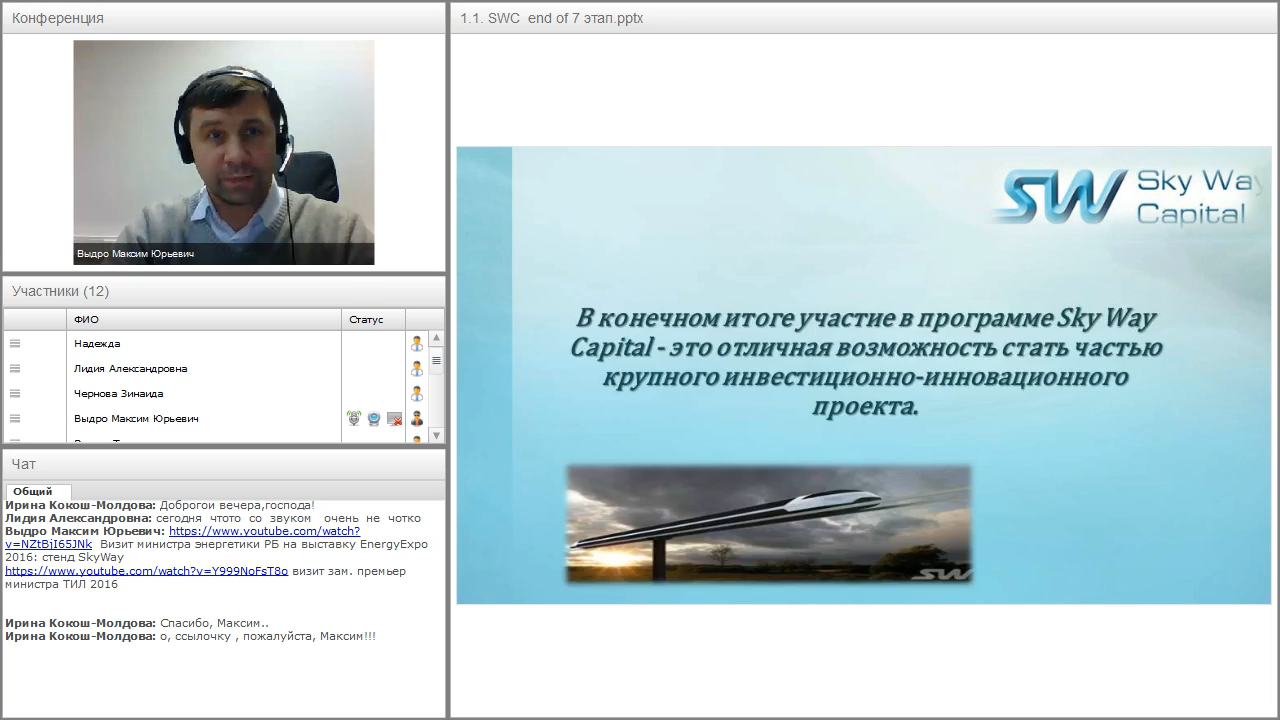 Конференция
Выдро Максим Юрьевич
Участники (12)
ФИО Статус
Надежда
Лидия Александровна
Чернова Зинаида
Выдро Максим Юрьевич
Чат
Общий
Ирина Кокош-Молдова: Доброгои вечера,господа!
Лидия Александровна: сегодня чтото со звуком очень не чотко
Выдро Максим Юрьевич: https://www.youtube.com/watch?
v=NZtBjI65JNk Визит министра энергетики РБ на выставку EnergyExpo
2016: стенд SkyWay
https://www.youtube.com/watch?v=Y999NoFsT8o визит зам. премьер
министра ТИЛ 2016
Ирина Кокош-Молдова: Спасибо, Максим..
Ирина Кокош-Молдова: о, ссылочку , пожалуйста, Максим!!!
1.1. SWC end of 7 этап.pptx
SW Sky Way
Capital
В конечном итоге участие в программе Sky Way
Capital - это отличная возможность стать частью
крупного инвестиционно-инновационного
проекта.
SW